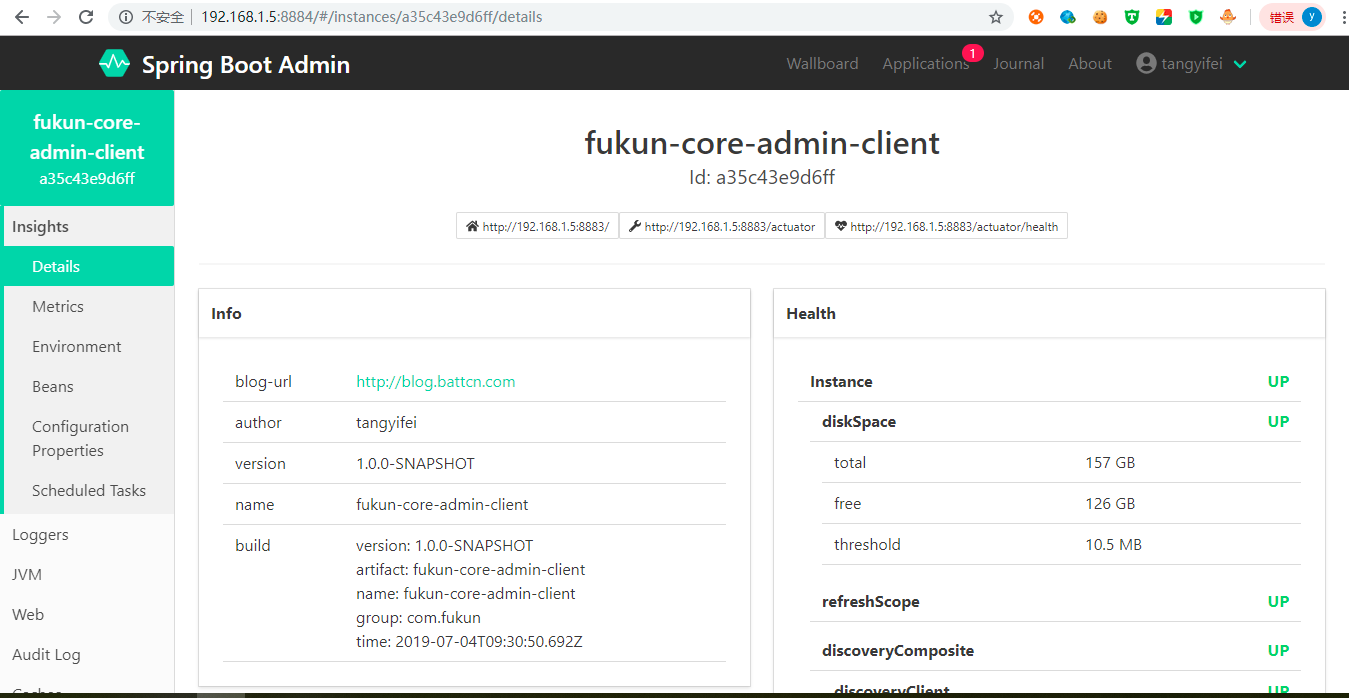 不安全 192.168.1.5:8884/#/instances/a35c43e9d6ff/details
错误 y
Spring Boot Admin
Wallboard Applications 1 Journal About tangyifei
fukun-core-
admin-client
a35c43e9d6ff
Insights
Details
Metrics
Environment
Beans
Configuration
Properties
Scheduled Tasks
Loggers
JVM
Web
Audit Log
Caches
fukun-core-admin-client
Id: a35c43e9d6ff
http://192.168.1.5:8883/ http://192.168.1.5:8883/actuator http://192.168.1.5:8883/actuator/health
Info
blog-url http://blog.battcn.com
author tangyifei
version 1.0.0-SNAPSHOT
name fukun-core-admin-client
build version: 1.0.0-SNAPSHOT
artifact: fukun-core-admin-client
name: fukun-core-admin-client
group: com.fukun
time: 2019-07-04T09:30:50.692Z
Health
Instance UP
diskSpace UP
total 157 GB
free 126 GB
threshold 10.5 MB
refreshScope UP
discoveryComposite UP
discoveryClient UP